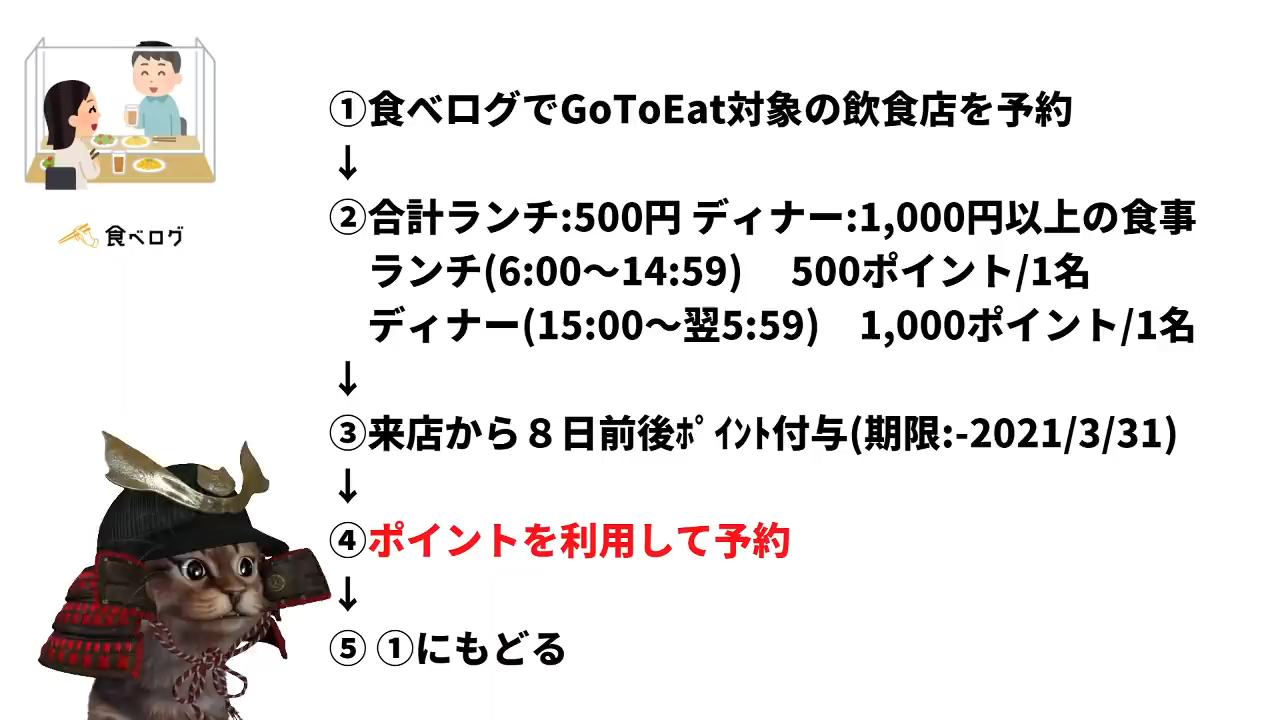 ①食べログでGoToEat対象の飲食店を予約
↓
②合計ランチ:500円 ディナー:1,000円以上の食事
ランチ(6:00〜14:59)　500ポイント/1名
ディナー(15:00〜翌5:59)　1,000ポイント/1名
食べログ
↓
③来店から８日前後ﾎﾟｲﾝﾄ付与(期限:-2021/3/31)
↓
④ポイントを利用して予約
↓
⑤ ①にもどる